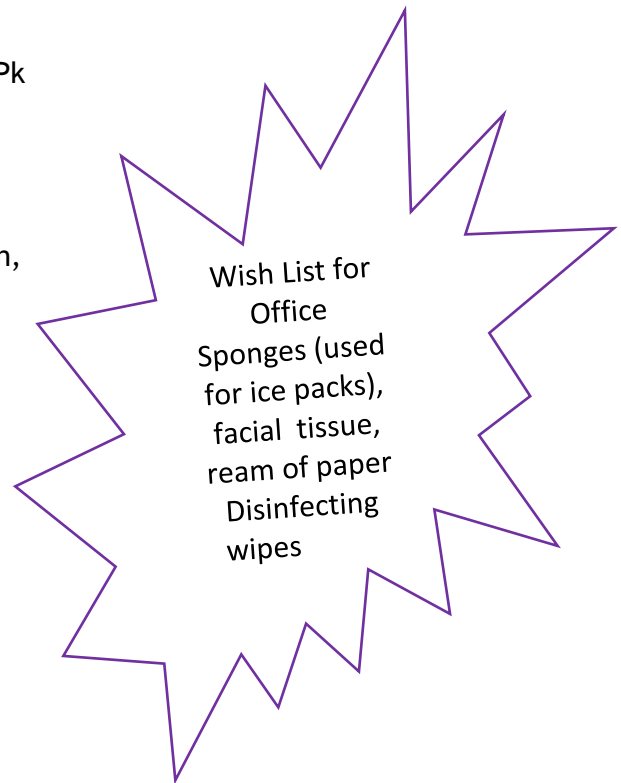 Pk
n,
Wish List for
Office
Sponges (used
for ice packs),
facial  tissue,
ream of paper
Disinfecting
wipes